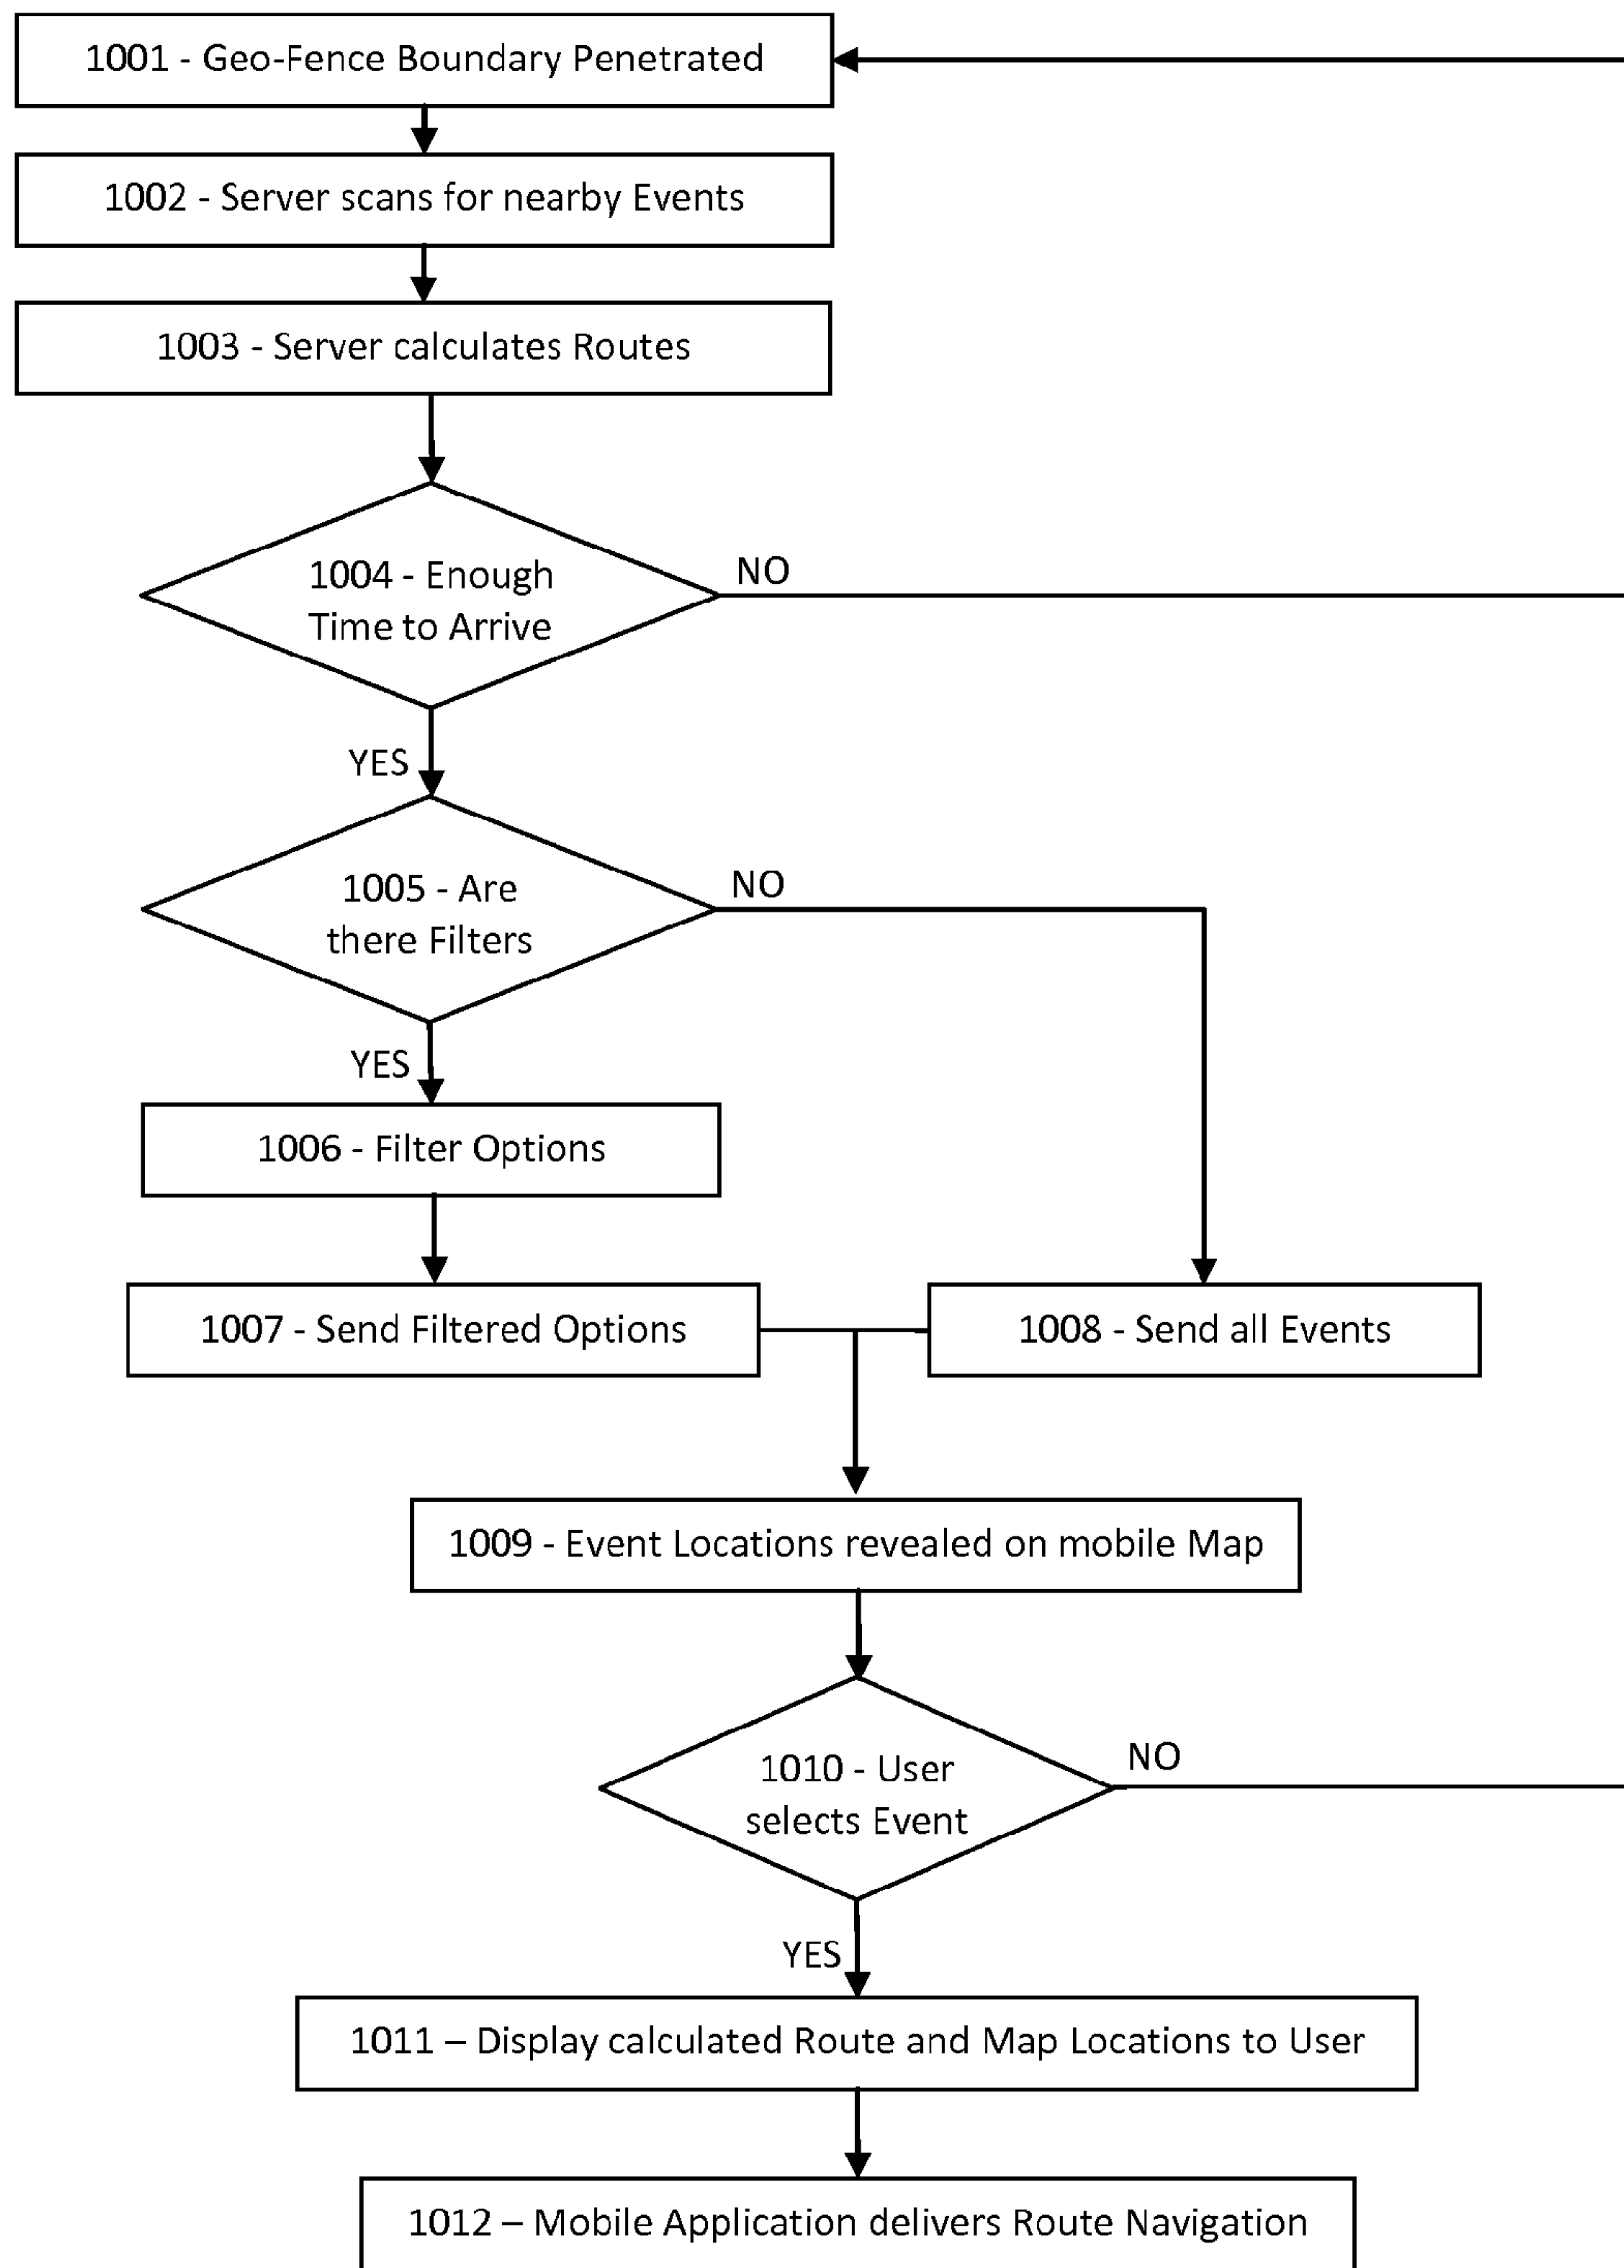 1001 - Geo-Fence Boundary Penetrated
1002 - Server scans for nearby Events
1003 - Server calculates Routes
1004 - Enough
Time to Arrive
NO
YES
1005 - Are
there Filters
NO
YES
1006 - Filter Options
1007 - Send Filtered Options
1008 - Send all Events
1009 - Event Locations revealed on mobile Map
1010 - User
selects Event
NO
YES
1011 – Display calculated Route and Map Locations to User
1012 – Mobile Application delivers Route Navigation